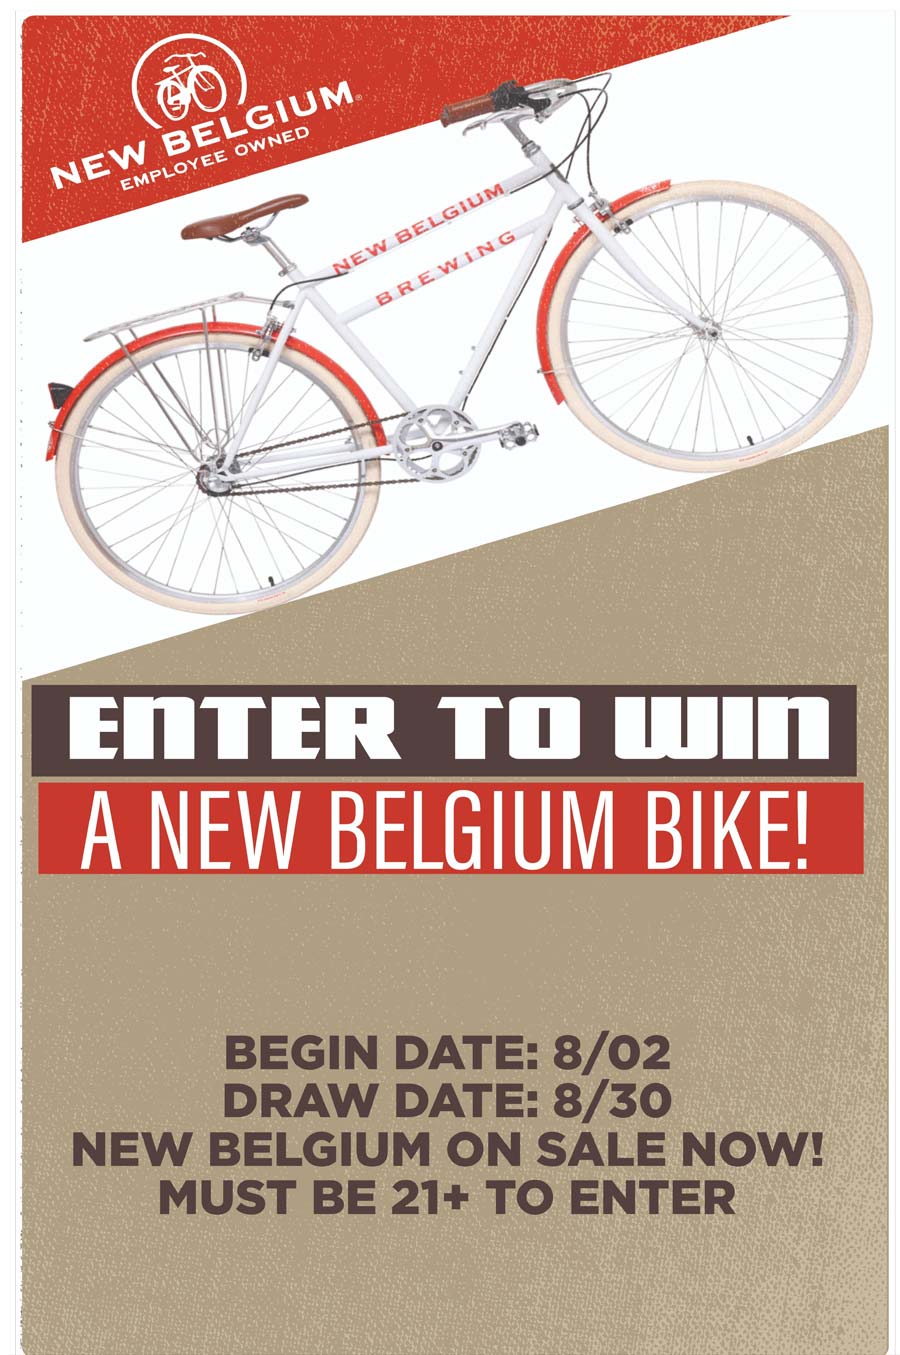 NEW BELGIUM®
EMPLOYEE OWNED
NEW BELGIUM
BREWING
ENTER TO WIN
A NEW BELGIUM BIKE!
BEGIN DATE: 8/02
DRAW DATE: 8/30
NEW BELGIUM ON SALE NOW!
MUST BE 21+ TO ENTER